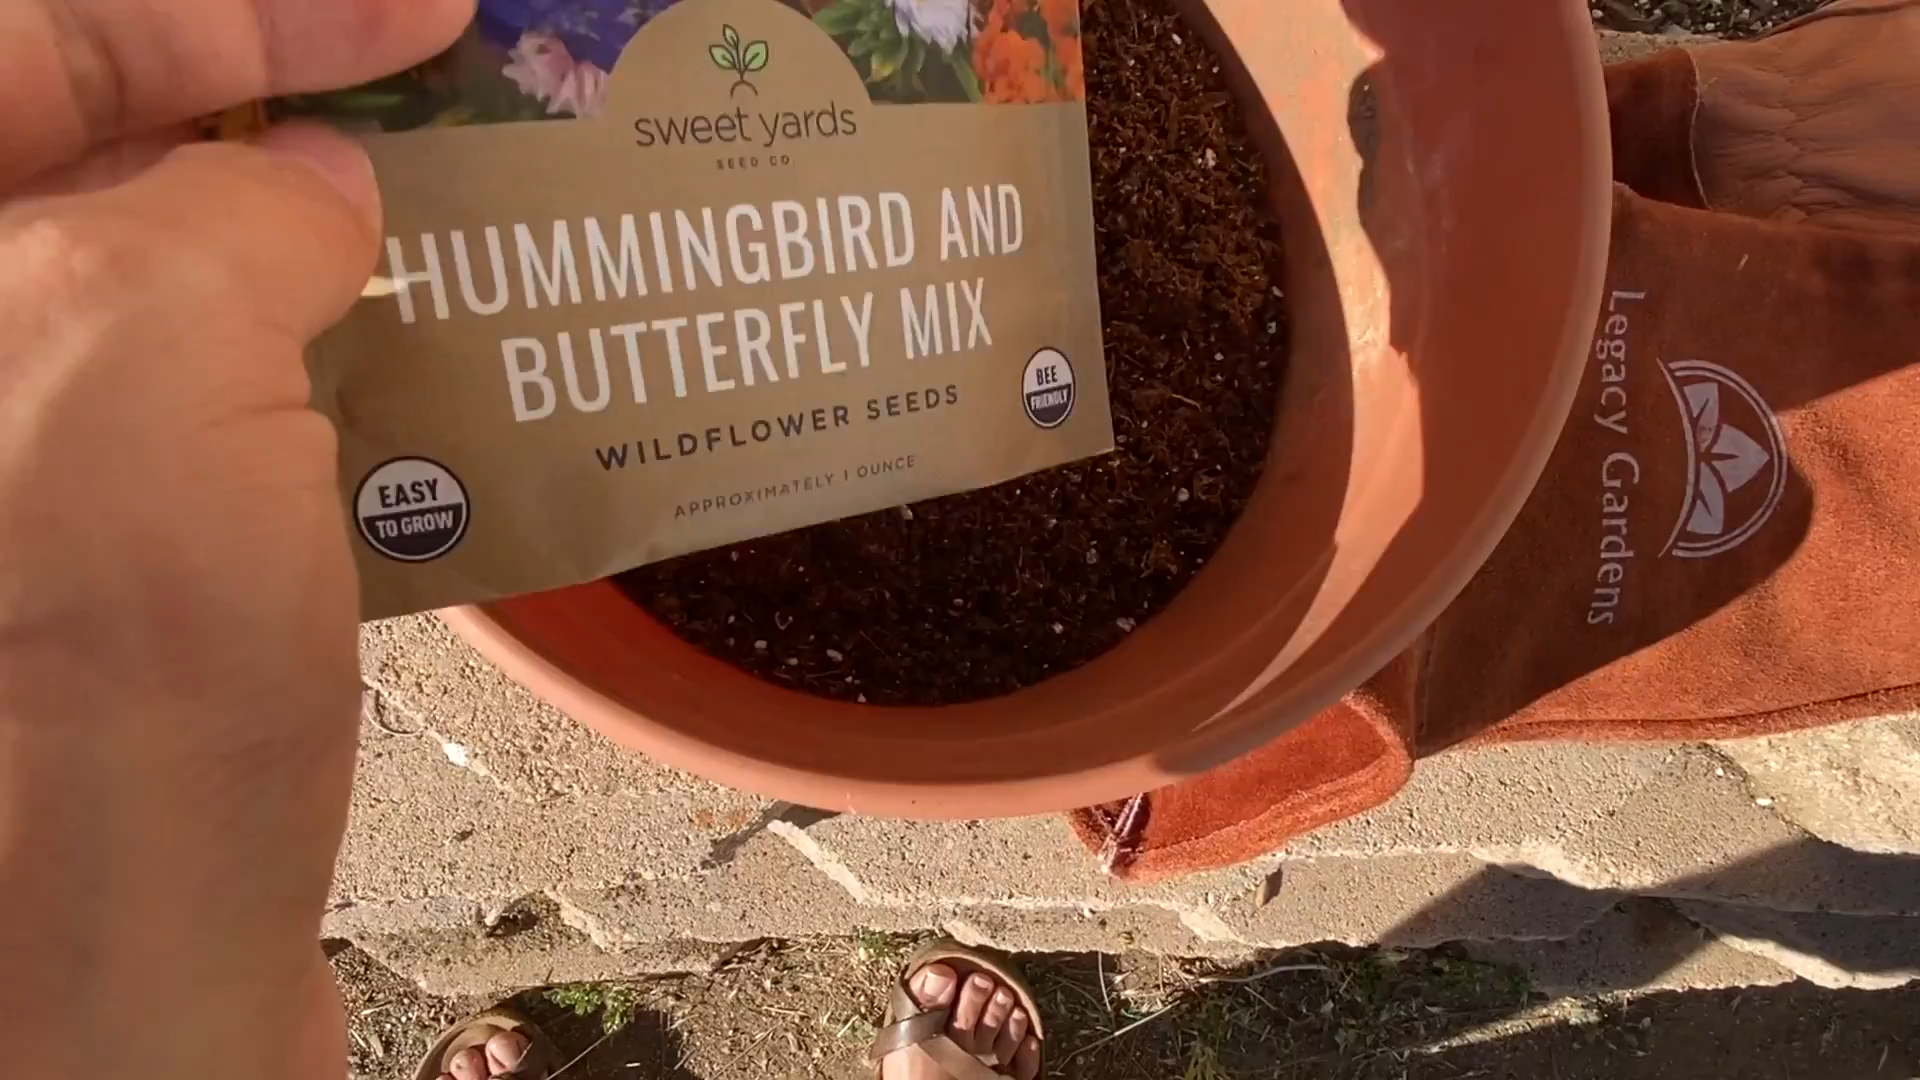 sweet yards
SEED CO.
HUMMINGBIRD AND
BUTTERFLY MIX
WILDFLOWER SEEDS
APPROXIMATELY 1 OUNCE
BEE
FRIENDLY
EASY
TO GROW
Legacy Gardens